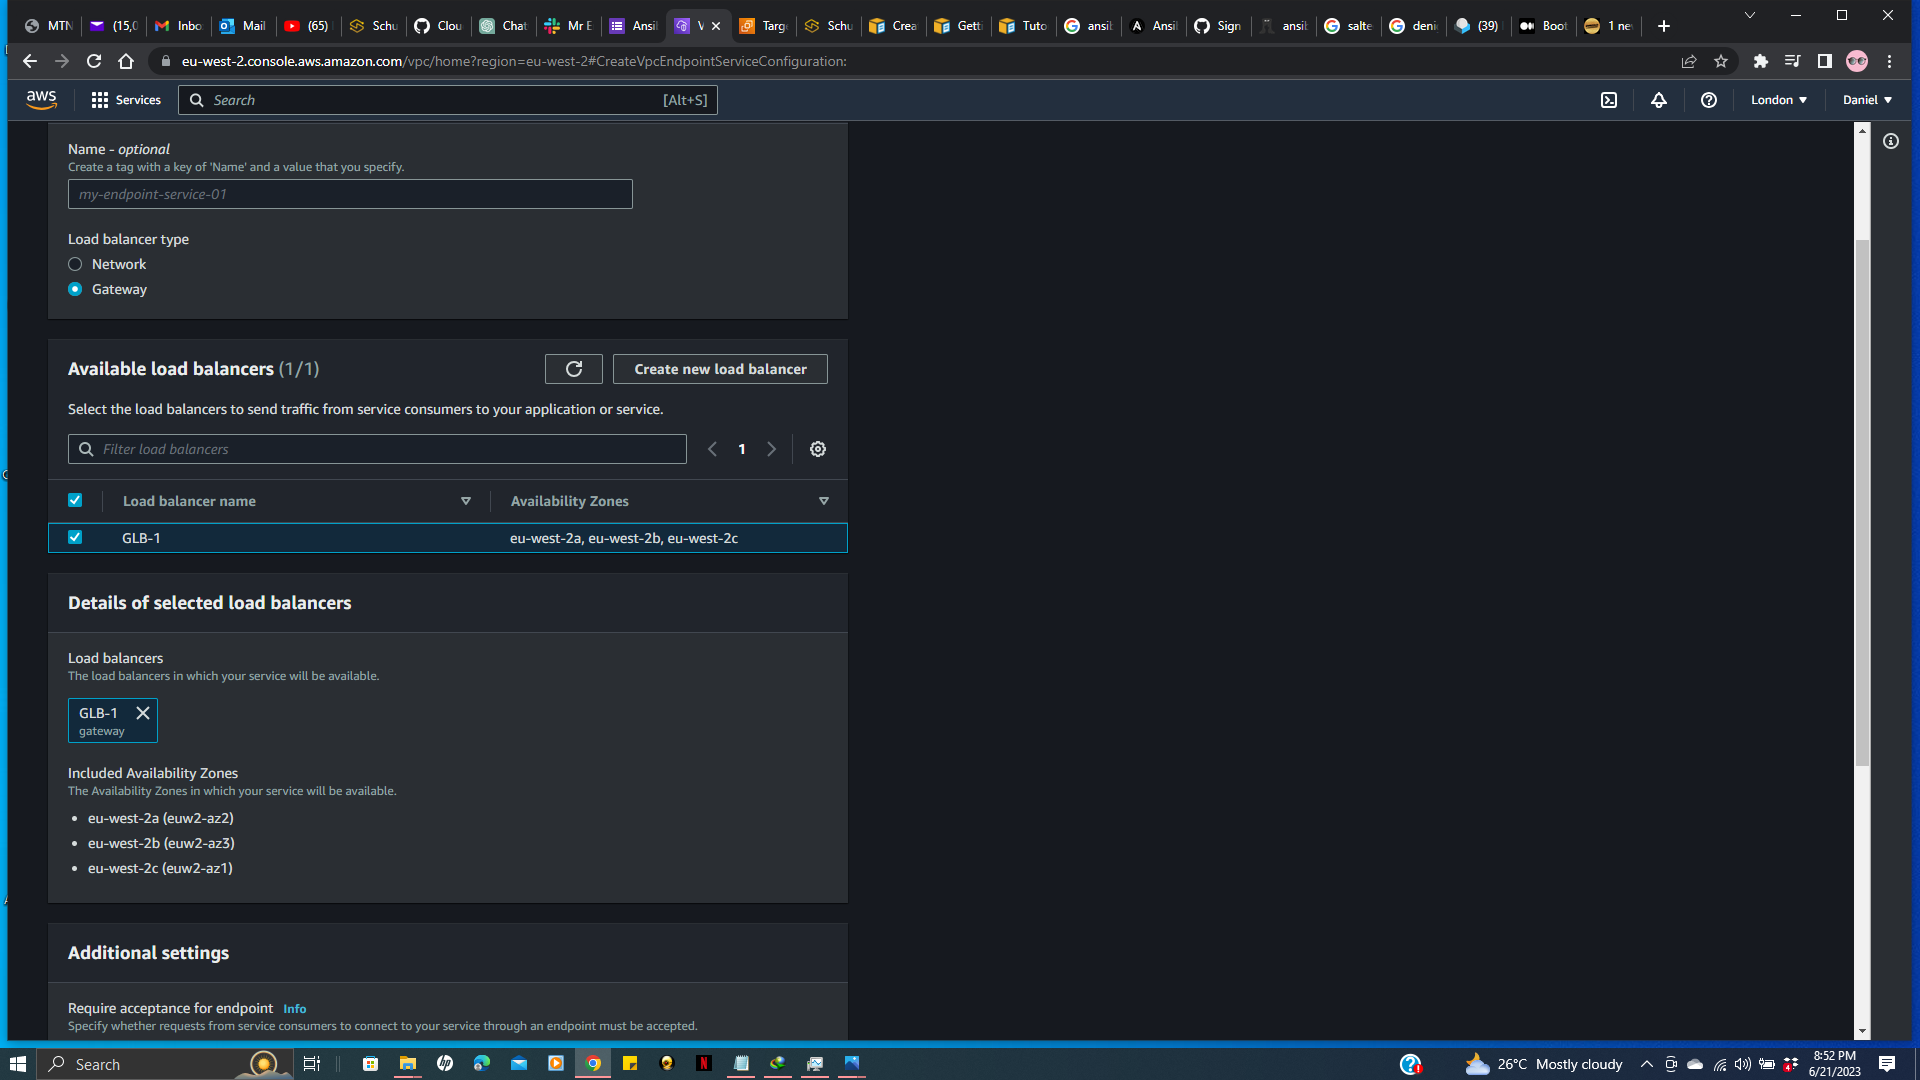 MTN
(15,0
Inbo
Mail
(65)
Schu
Clou
Chat
Mr E
Ansi
V
Targ
Schu
Crea
Gett
Tuto
ansib
Ansil
Sign
ansib
salte
deni
(39)
Boot
1 nev
eu-west-2.console.aws.amazon.com/vpc/home?region=eu-west-2#CreateVpcEndpointServiceConfiguration:
aws
Services
Search
[Alt+S]
London
Daniel
Name - optional
Create a tag with a key of 'Name' and a value that you specify.
my-endpoint-service-01
Load balancer type
Network
Gateway
Available load balancers (1/1)
Create new load balancer
Select the load balancers to send traffic from service consumers to your application or service.
Filter load balancers
1
Load balancer name
Availability Zones
GLB-1
eu-west-2a, eu-west-2b, eu-west-2c
Details of selected load balancers
Load balancers
The load balancers in which your service will be available.
GLB-1
gateway
Included Availability Zones
The Availability Zones in which your service will be available.
• eu-west-2a (euw2-az2)
• eu-west-2b (euw2-az3)
• eu-west-2c (euw2-az1)
Additional settings
Require acceptance for endpoint Info
Specify whether requests from service consumers to connect to your service through an endpoint must be accepted.
Search
26°C Mostly cloudy
8:52 PM
6/21/2023